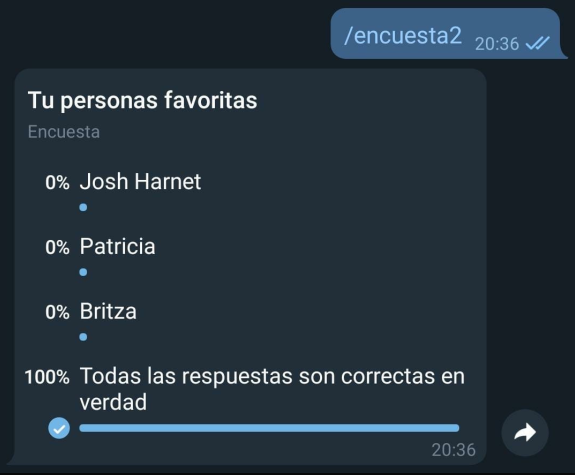 /encuesta2 20:36
Tu personas favoritas
Encuesta
0% Josh Harnet
0% Patricia
0% Britza
100% Todas las respuestas son correctas en
verdad
20:36